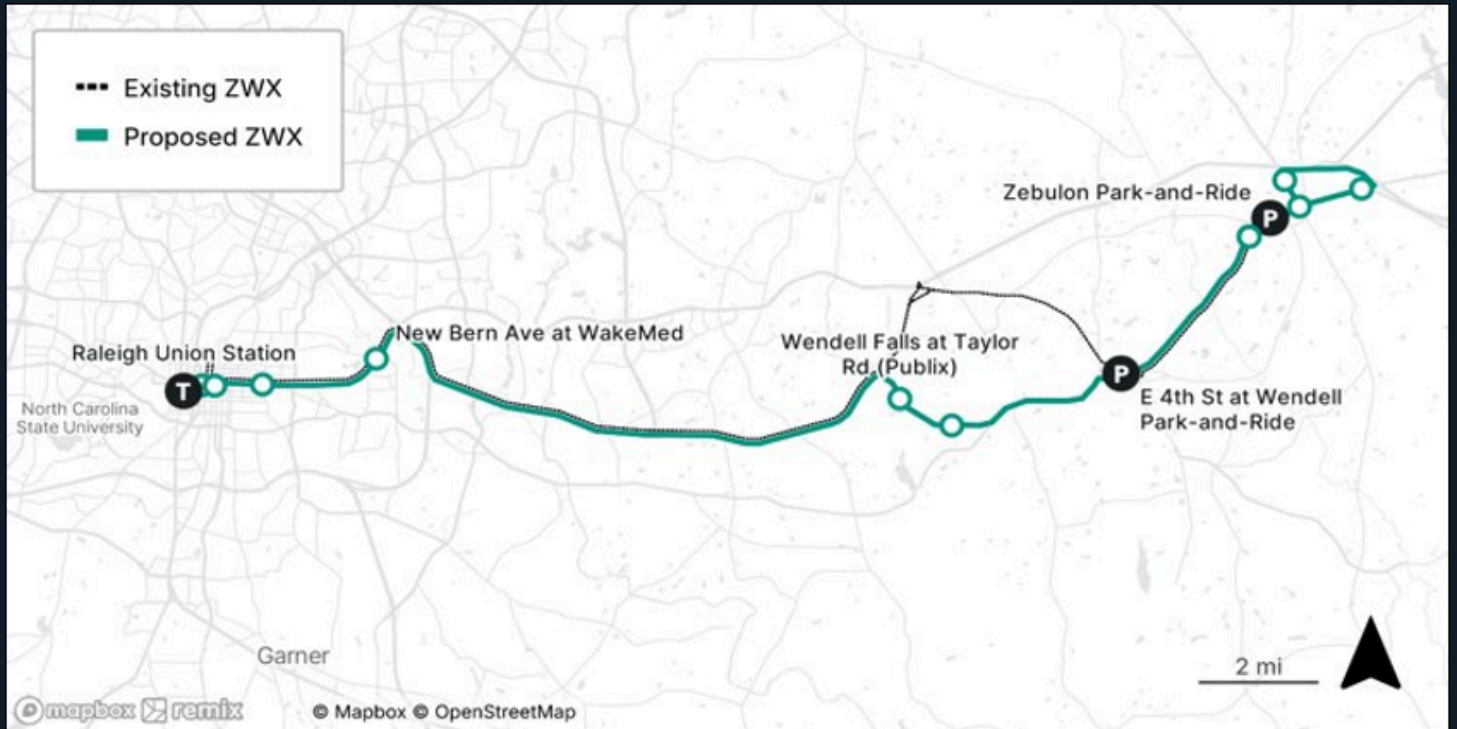 Existing ZWX
Proposed ZWX
Zebulon Park-and-Ride
P
New Bern Ave at WakeMed
Wendell Falls at Taylor
Rd (Publix)
Raleigh Union Station
T
P
North Carolina
State University
E 4th St at Wendell
Park-and-Ride
Garner
2 mi
mapbox remix
© Mapbox © OpenStreetMap